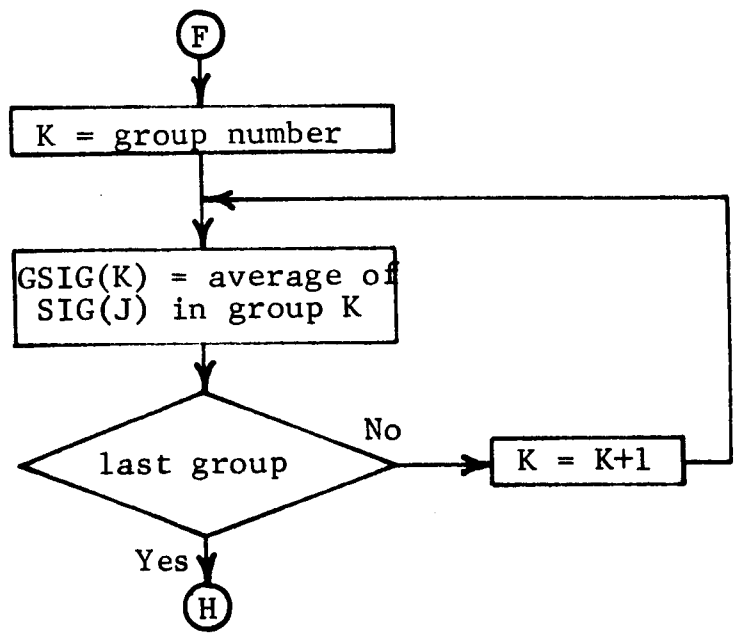 F
K = group number
GSIG(K) = average of
SIG(J) in group K
No
last group
K = K+1
Yes
H